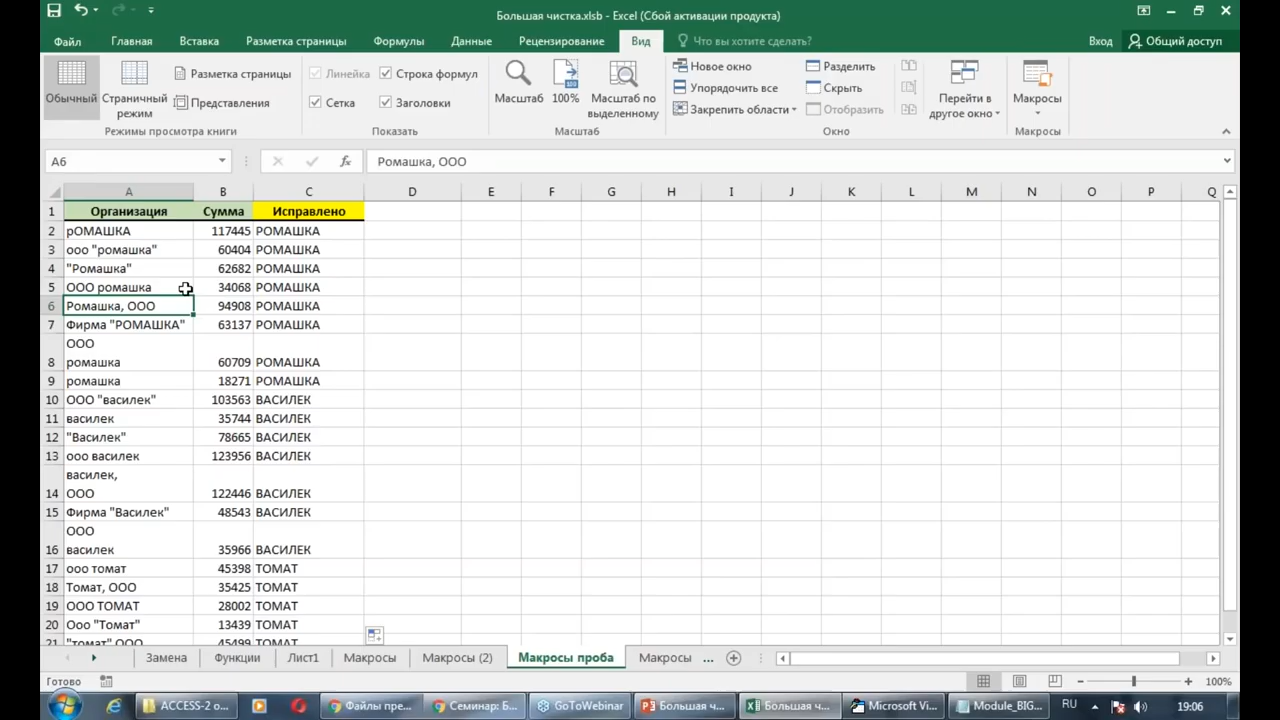 Большая чистка.xlsb - Excel (Сбой активации продукта)
Файл Главная Вставка Разметка страницы Формулы Данные Рецензирование Вид Что вы хотите сделать? Вход Общий доступ
Обычный Страничный режим Разметка страницы Представления
Режимы просмотра книги
Линейка Строка формул
Сетка Заголовки
Показать
Масштаб 100% Масштаб по выделенному
Масштаб
Новое окно Упорядочить все Закрепить области
Разделить Скрыть Отобразить
Перейти в другое окно
Окно
Макросы
Макросы
A6 fx Ромашка, ООО
A B C D E F G H I J K L M N O P Q
1 Организация Сумма Исправлено
2 рОМАШКА 117445 РОМАШКА
3 ооо "ромашка" 60404 РОМАШКА
4 "Ромашка" 62682 РОМАШКА
5 ООО ромашка 34068 РОМАШКА
6 Ромашка, ООО 94908 РОМАШКА
7 Фирма "РОМАШКА" 63137 РОМАШКА
ООО
8 ромашка 60709 РОМАШКА
9 ромашка 18271 РОМАШКА
10 ООО "василек" 103563 ВАСИЛЕК
11 василек 35744 ВАСИЛЕК
12 "Василек" 78665 ВАСИЛЕК
13 ооо василек 123956 ВАСИЛЕК
василек,
14 ООО 122446 ВАСИЛЕК
15 Фирма "Василек" 48543 ВАСИЛЕК
ООО
16 василек 35966 ВАСИЛЕК
17 ооо томат 45398 ТОМАТ
18 Томат, ООО 35425 ТОМАТ
19 ООО ТОМАТ 28002 ТОМАТ
20 Ооо "Томат" 13439 ТОМАТ
21 "томат" ООО 45499 ТОМАТ
Замена Функции Лист1 Макросы Макросы (2) Макросы проба Макросы ...
Готово 100%
ACCESS-2 о... Файлы пре... Семинар: Б... GoToWebinar Большая ч... Большая ч... Microsoft Vi... Module_BIG... RU 19:06